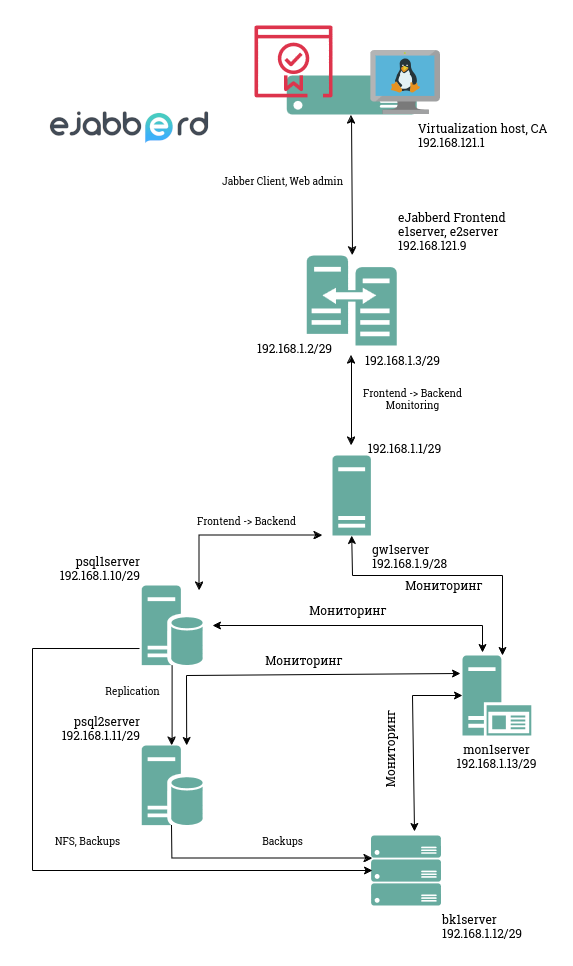 ejabberd
Virtualization host, CA
192.168.121.1
Jabber Client, Web admin
eJabberd Frontend
e1server, e2server
192.168.121.9
192.168.1.2/29
192.168.1.3/29
Frontend -> Backend
Monitoring
192.168.1.1/29
Frontend -> Backend
gw1server
192.168.1.9/28
psql1server
192.168.1.10/29
Мониторинг
Мониторинг
Мониторинг
Replication
psql2server
192.168.1.11/29
Мониторинг
mon1server
192.168.1.13/29
NFS, Backups
Backups
bk1server
192.168.1.12/29